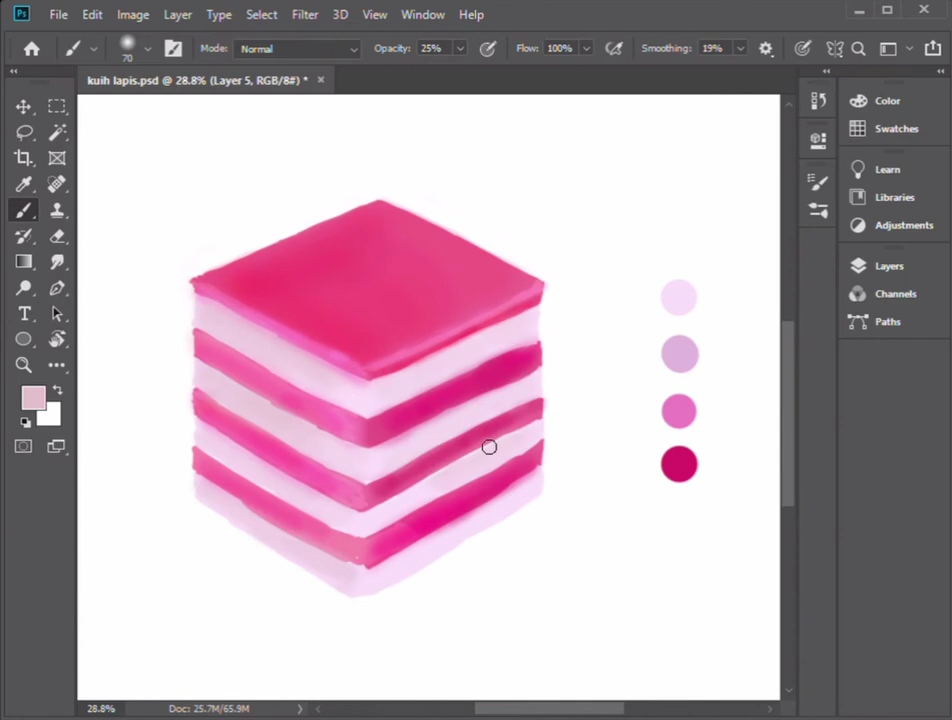 Ps File Edit Image Layer Type Select Filter 3D View Window Help
70 Mode: Normal Opacity: 25% Flow: 100% Smoothing: 19%
kuih lapis.psd @ 28.8% (Layer 5, RGB/8#) *
Color
Swatches
Learn
Libraries
Adjustments
Layers
Channels
Paths
28.8% Doc: 25.7M/65.9M